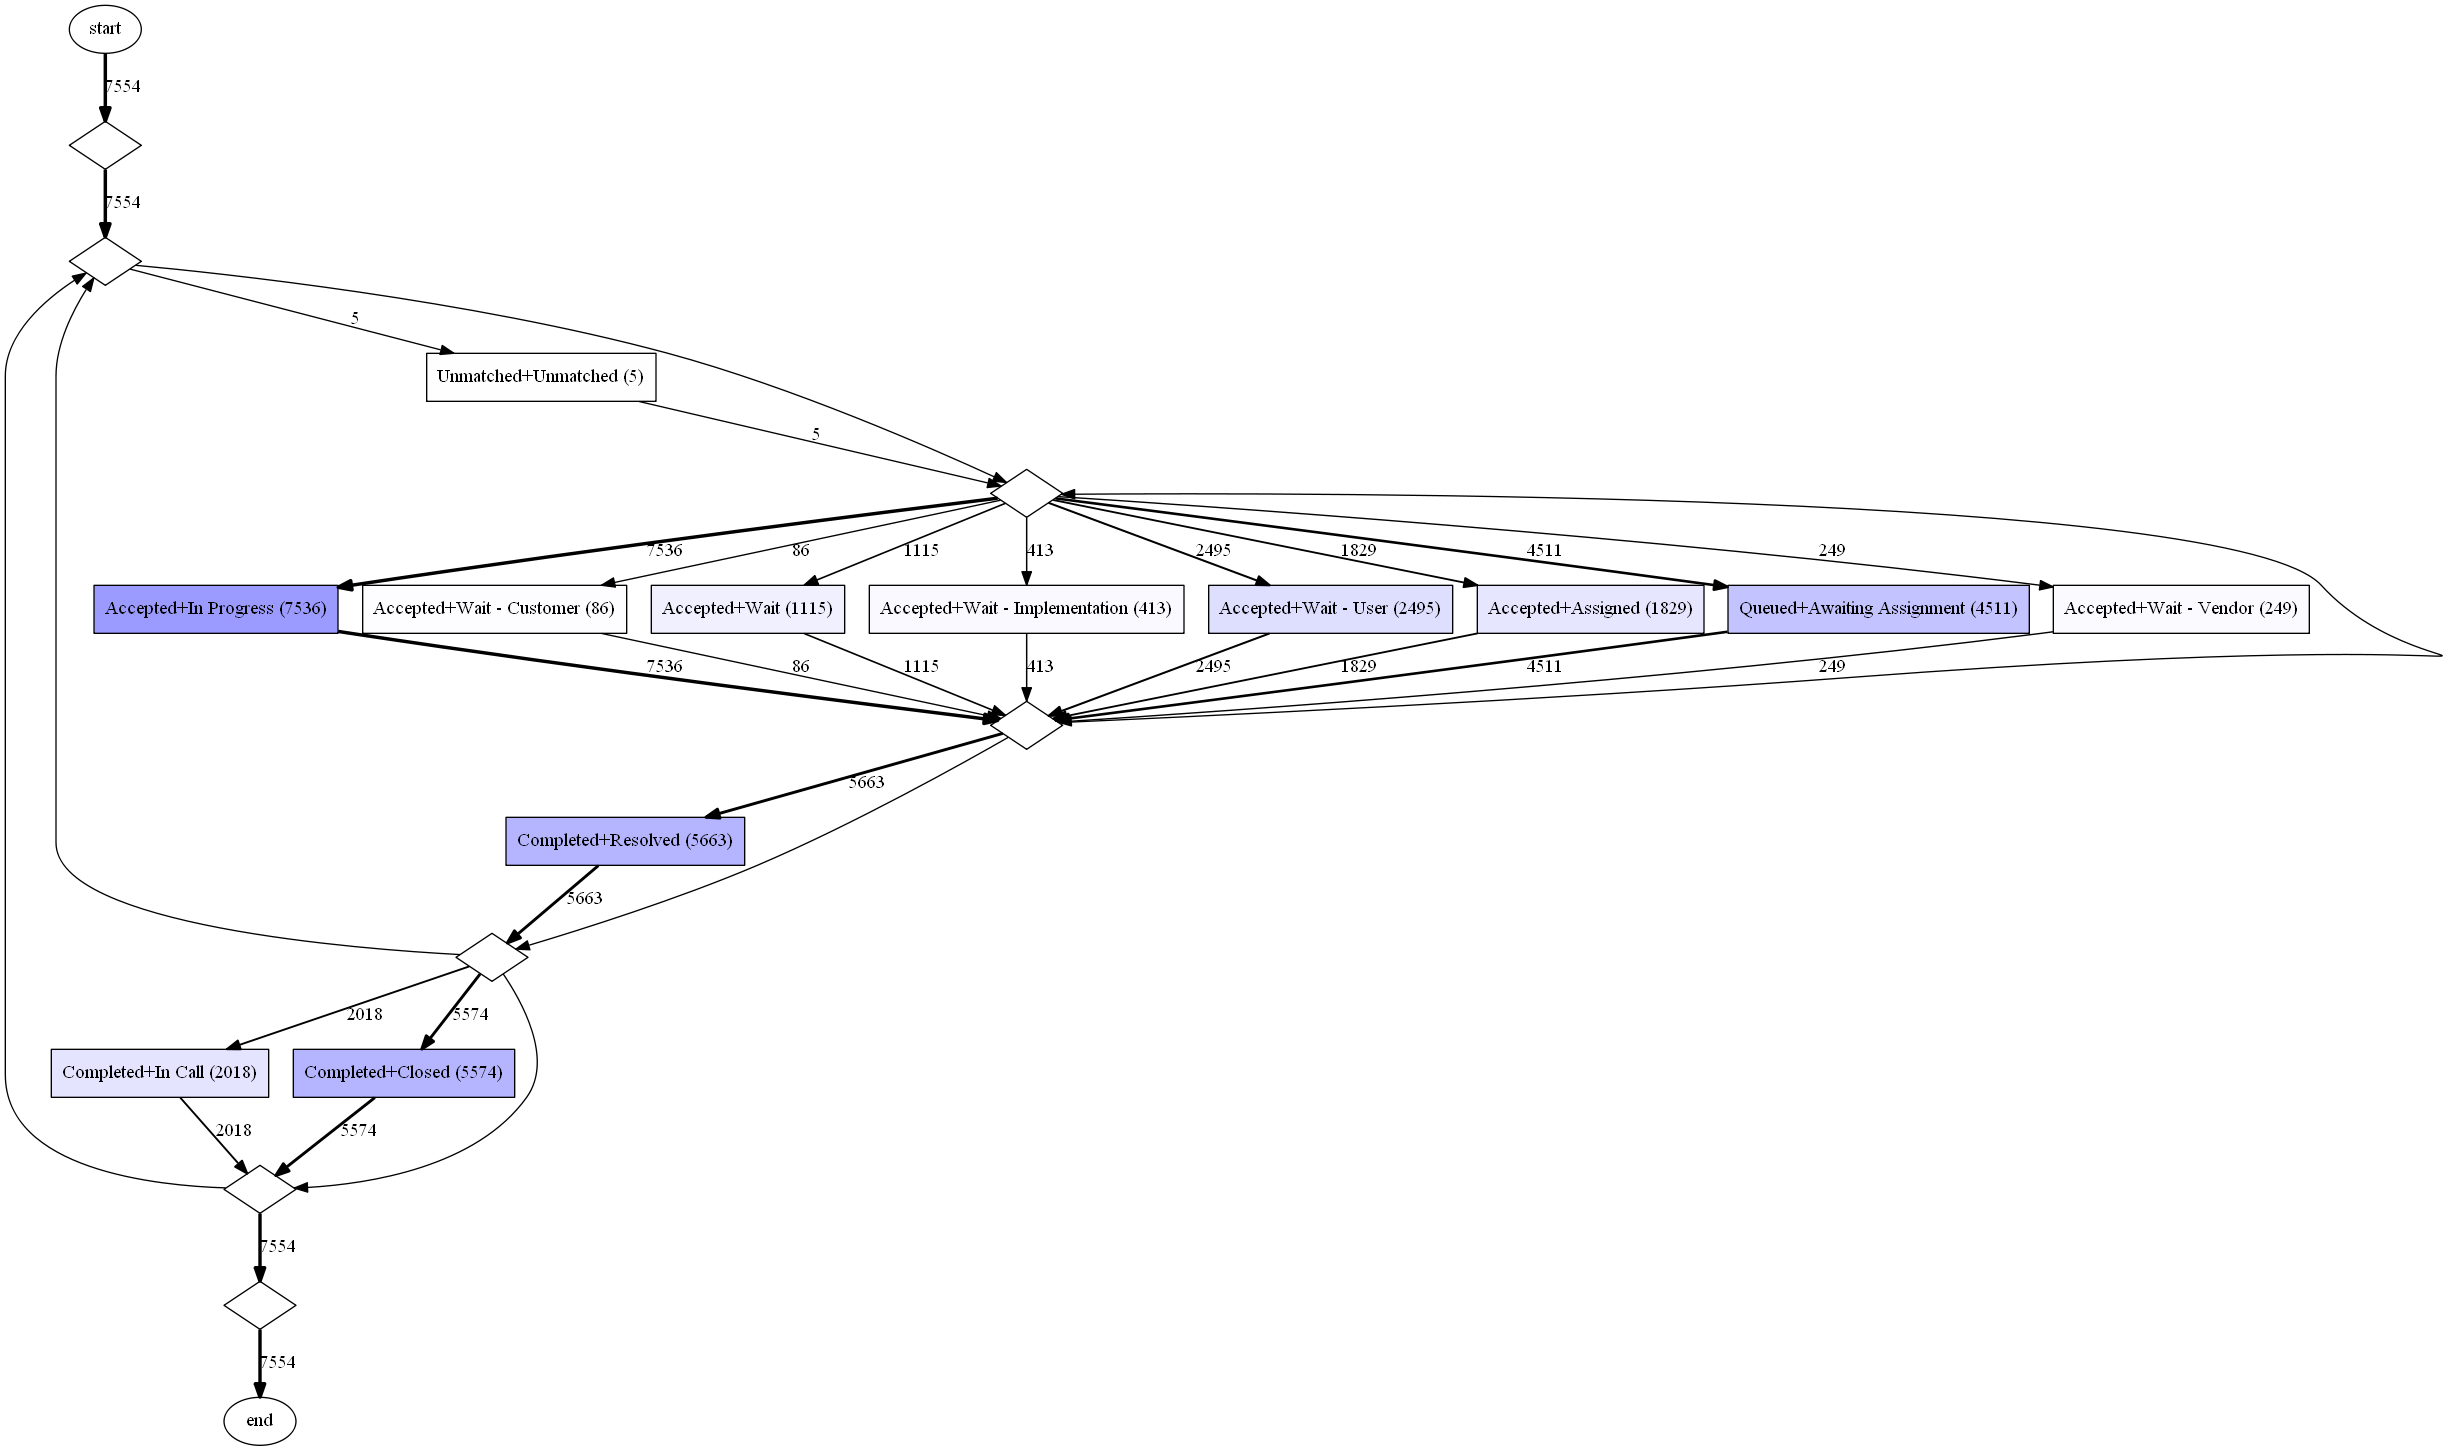 start
7554
7554
5
Unmatched+Unmatched (5)
5
7536
86
1115
413
2495
1829
4511
249
Accepted+In Progress (7536)
Accepted+Wait - Customer (86)
Accepted+Wait (1115)
Accepted+Wait - Implementation (413)
Accepted+Wait - User (2495)
Accepted+Assigned (1829)
Queued+Awaiting Assignment (4511)
Accepted+Wait - Vendor (249)
7536
86
1115
413
2495
1829
4511
249
5663
Completed+Resolved (5663)
5663
2018
5574
Completed+In Call (2018)
Completed+Closed (5574)
2018
5574
7554
7554
end